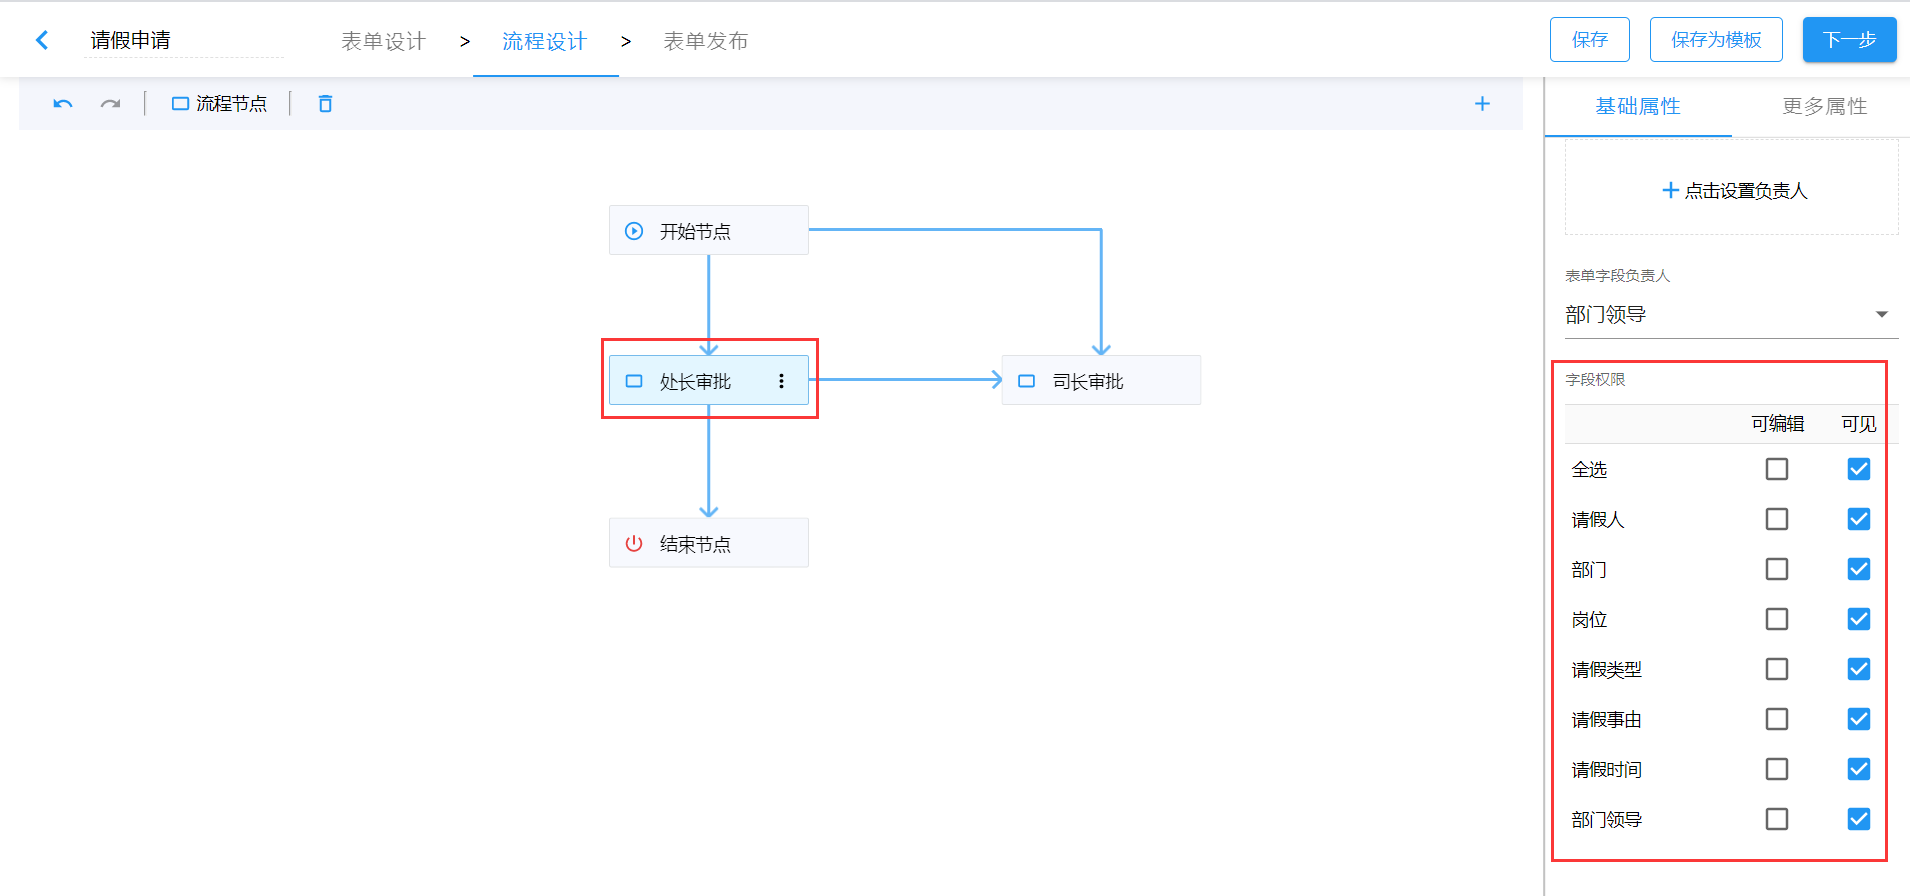 请假申请
表单设计 > 流程设计 > 表单发布
保存
保存为模板
下一步
流程节点
基础属性
更多属性
点击设置负责人
开始节点
表单字段负责人
部门领导
处长审批
司长审批
字段权限
可编辑 可见
全选
请假人
结束节点
部门
岗位
请假类型
请假事由
请假时间
部门领导